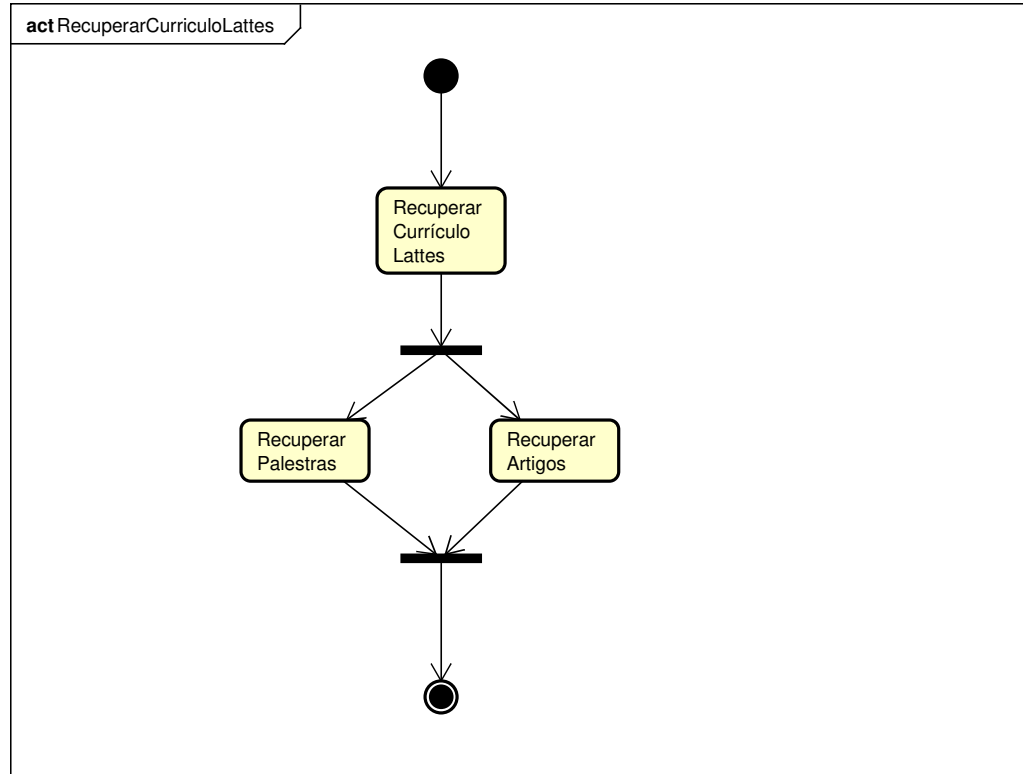 act RecuperarCurriculoLattes
Recuperar
Currículo
Lattes
Recuperar
Palestras
Recuperar
Artigos